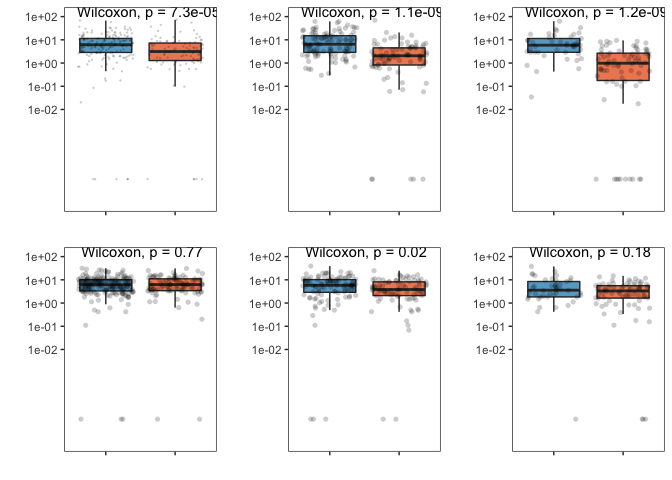 Wilcoxon, p = 7.3e-05
1e+02
1e+01
1e+00
1e-01
1e-02
Wilcoxon, p = 1.1e-09
1e+02
1e+01
1e+00
1e-01
1e-02
Wilcoxon, p = 1.2e-09
1e+02
1e+01
1e+00
1e-01
1e-02
Wilcoxon, p = 0.77
1e+02
1e+01
1e+00
1e-01
1e-02
Wilcoxon, p = 0.02
1e+02
1e+01
1e+00
1e-01
1e-02
Wilcoxon, p = 0.18
1e+02
1e+01
1e+00
1e-01
1e-02